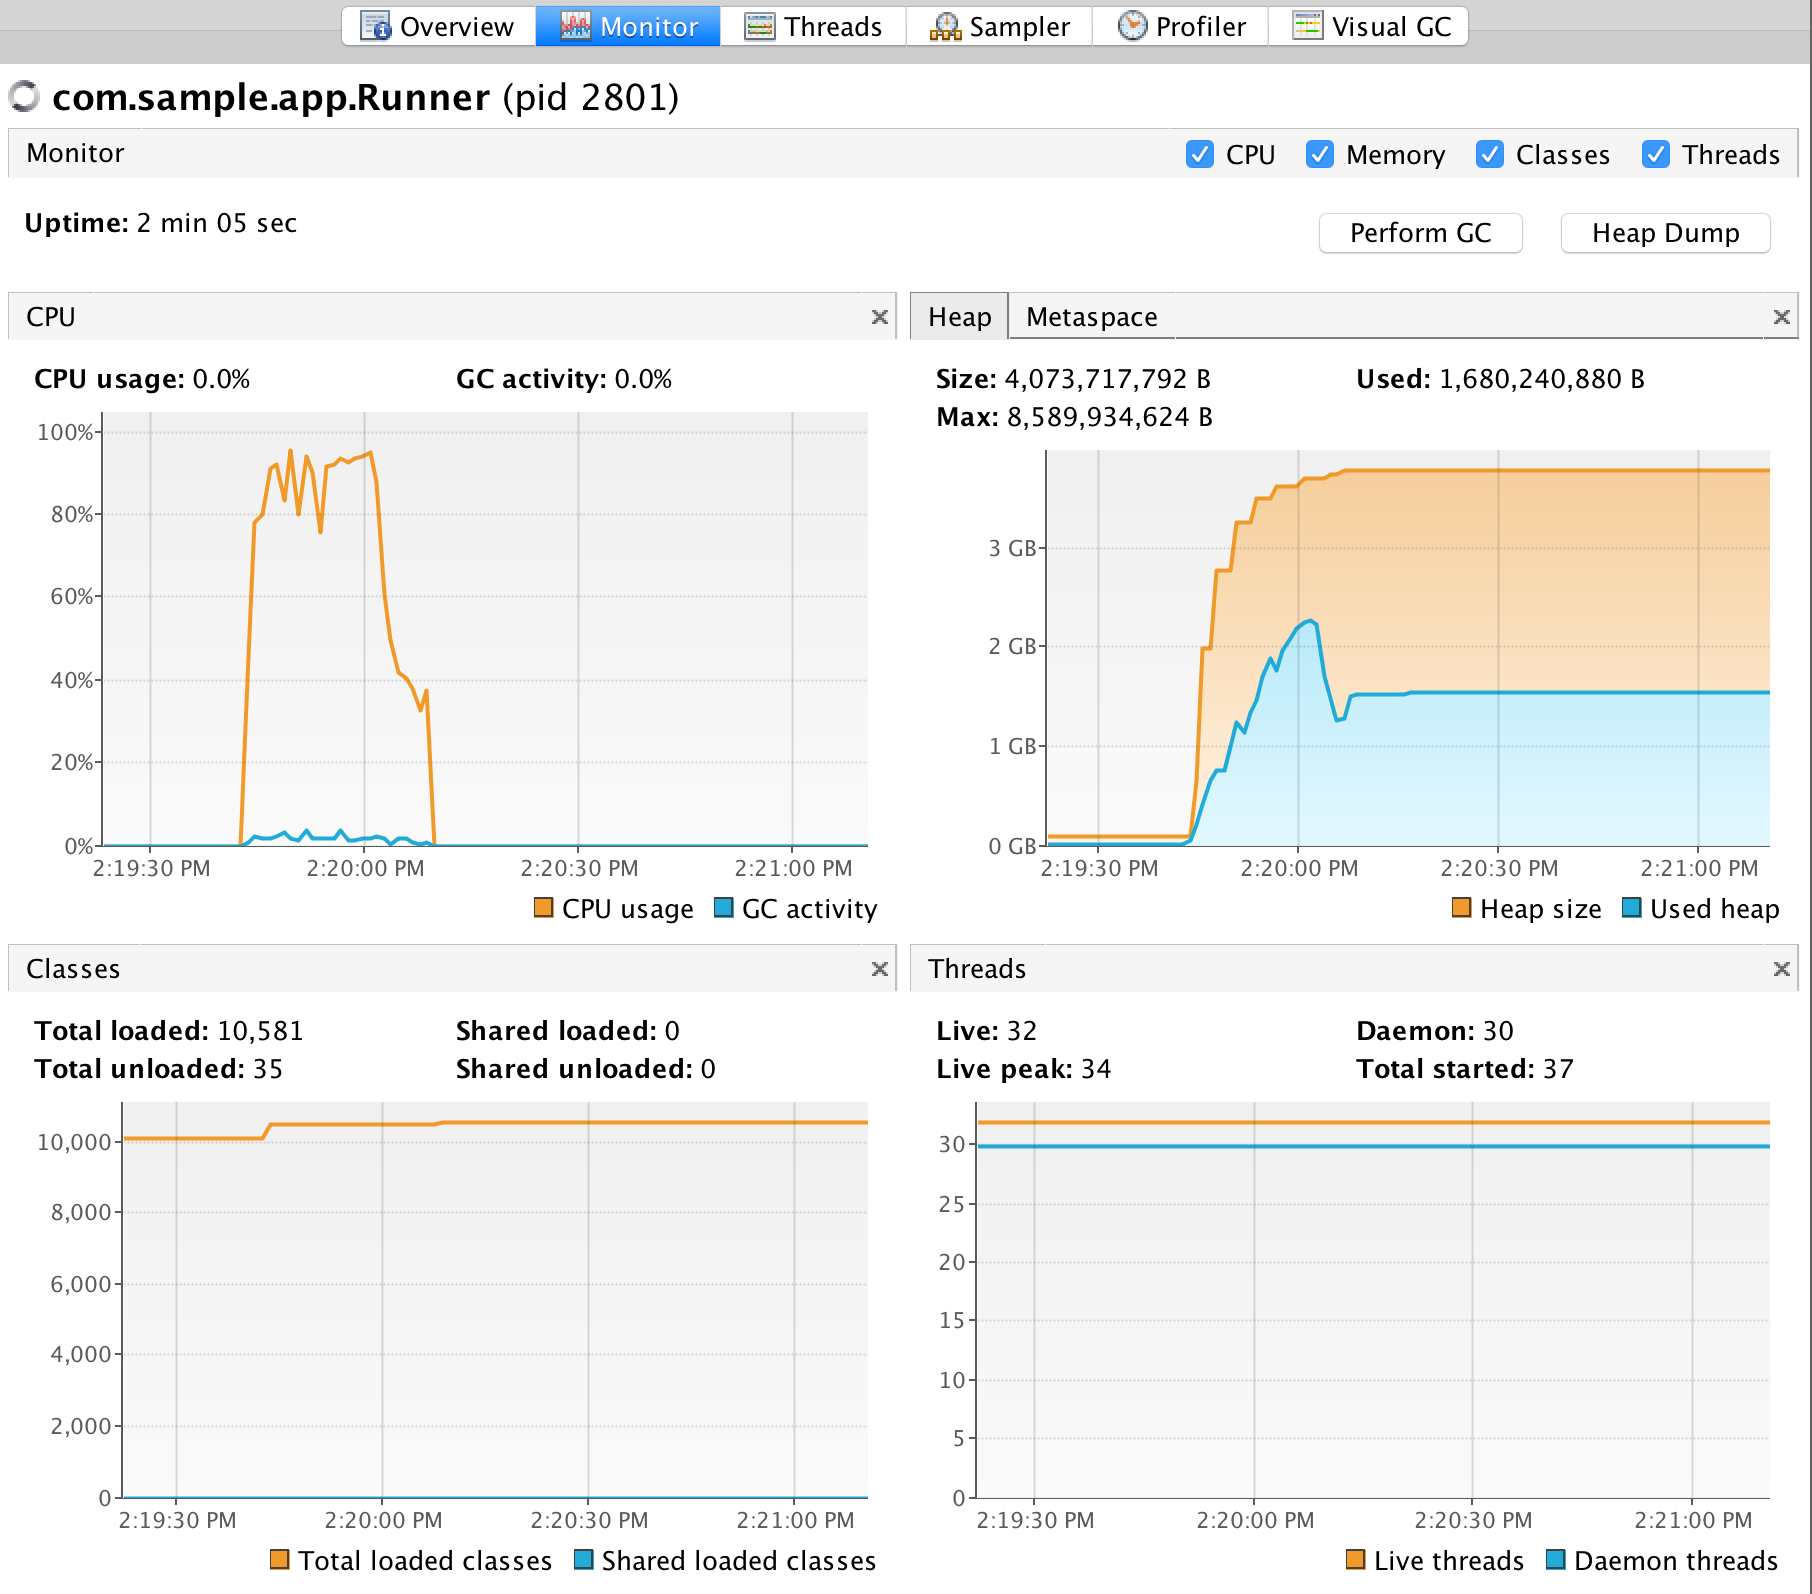 Overview Monitor Threads Sampler Profiler Visual GC
com.sample.app.Runner (pid 2801)
Monitor CPU Memory Classes Threads
Uptime: 2 min 05 sec
Perform GC Heap Dump
CPU
CPU usage: 0.0% GC activity: 0.0%
100%
80%
60%
40%
20%
0%
2:19:30 PM 2:20:00 PM 2:20:30 PM 2:21:00 PM
CPU usage GC activity
Heap Metaspace
Size: 4,073,717,792 B Used: 1,680,240,880 B
Max: 8,589,934,624 B
3 GB
2 GB
1 GB
0 GB
2:19:30 PM 2:20:00 PM 2:20:30 PM 2:21:00 PM
Heap size Used heap
Classes
Total loaded: 10,581 Shared loaded: 0
Total unloaded: 35 Shared unloaded: 0
10,000
8,000
6,000
4,000
2,000
0
2:19:30 PM 2:20:00 PM 2:20:30 PM 2:21:00 PM
Total loaded classes Shared loaded classes
Threads
Live: 32 Daemon: 30
Live peak: 34 Total started: 37
30
25
20
15
10
5
0
2:19:30 PM 2:20:00 PM 2:20:30 PM 2:21:00 PM
Live threads Daemon threads